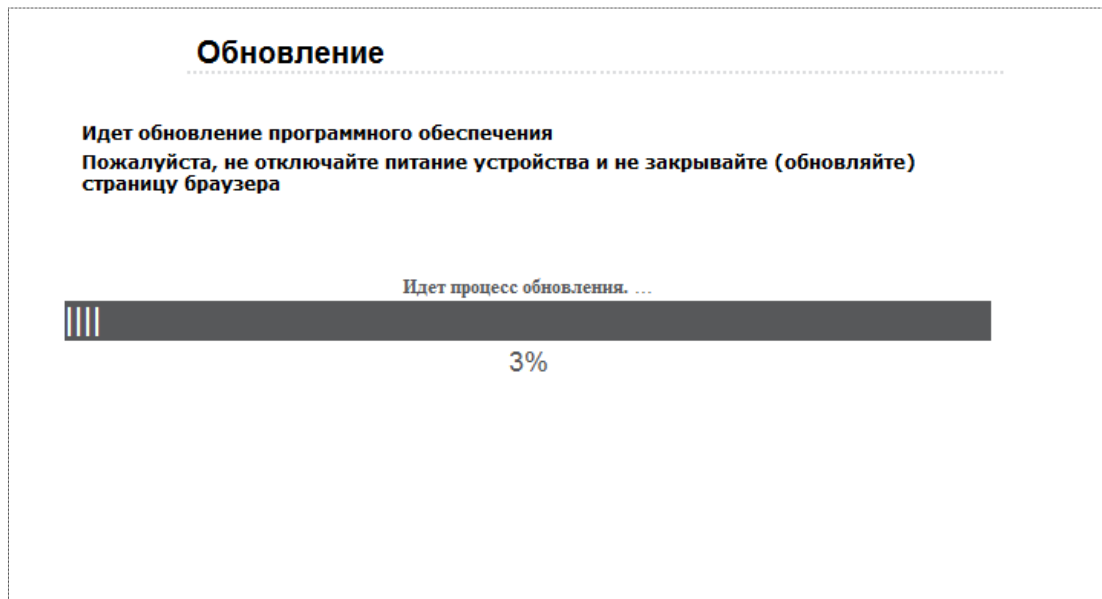 Обновление
Идет обновление программного обеспечения
Пожалуйста, не отключайте питание устройства и не закрывайте (обновляйте)
страницу браузера
Идет процесс обновления. ...
3%